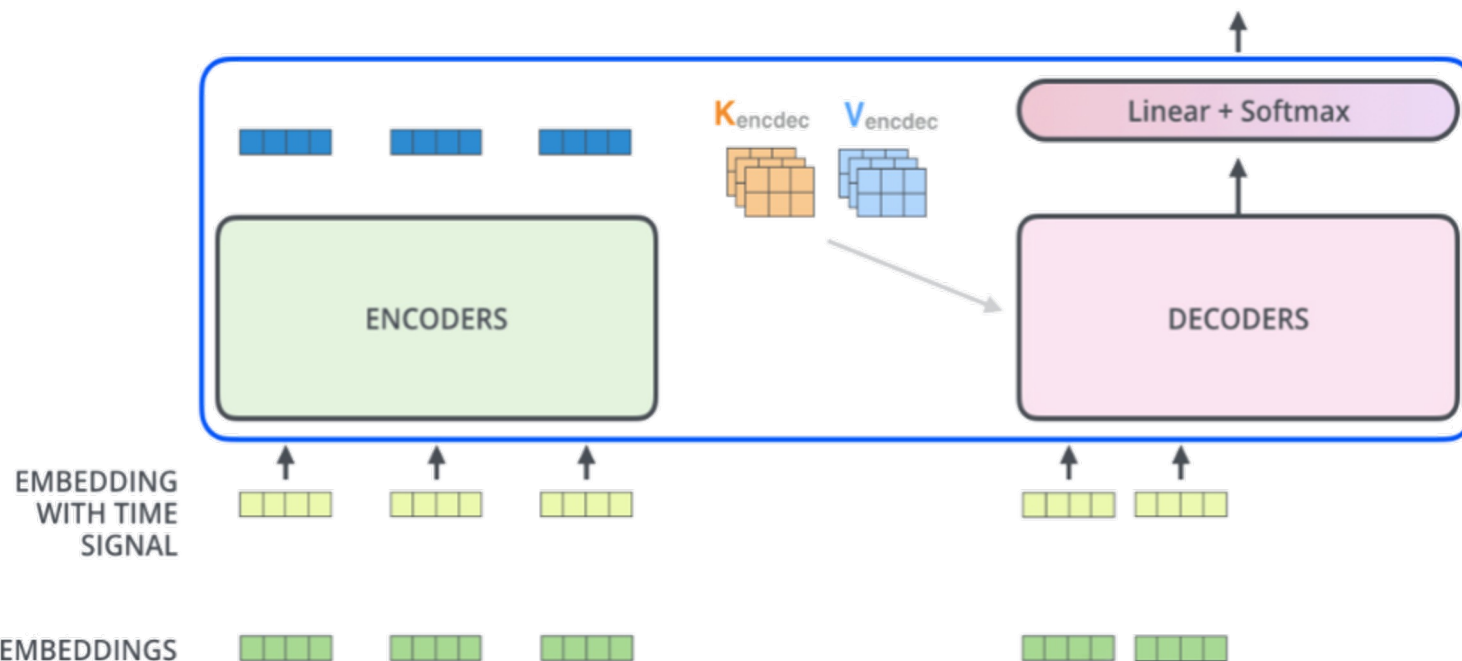 Kencdec Vencdec
Linear + Softmax
ENCODERS
DECODERS
EMBEDDING
WITH TIME
SIGNAL
EMBEDDINGS